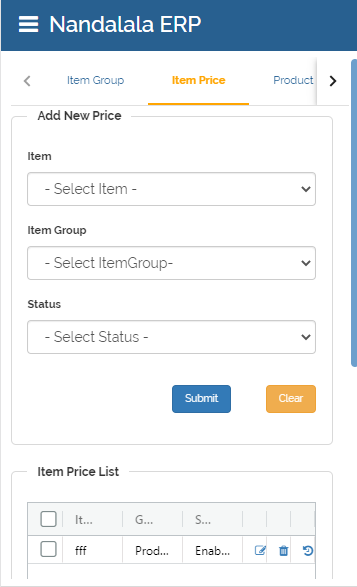 Nandalala ERP
Item Group Item Price Product
Add New Price
Item
- Select Item -
Item Group
- Select ItemGroup-
Status
- Select Status -
Submit Clear
Item Price List
It... G... S...
fff Prod... Enab...